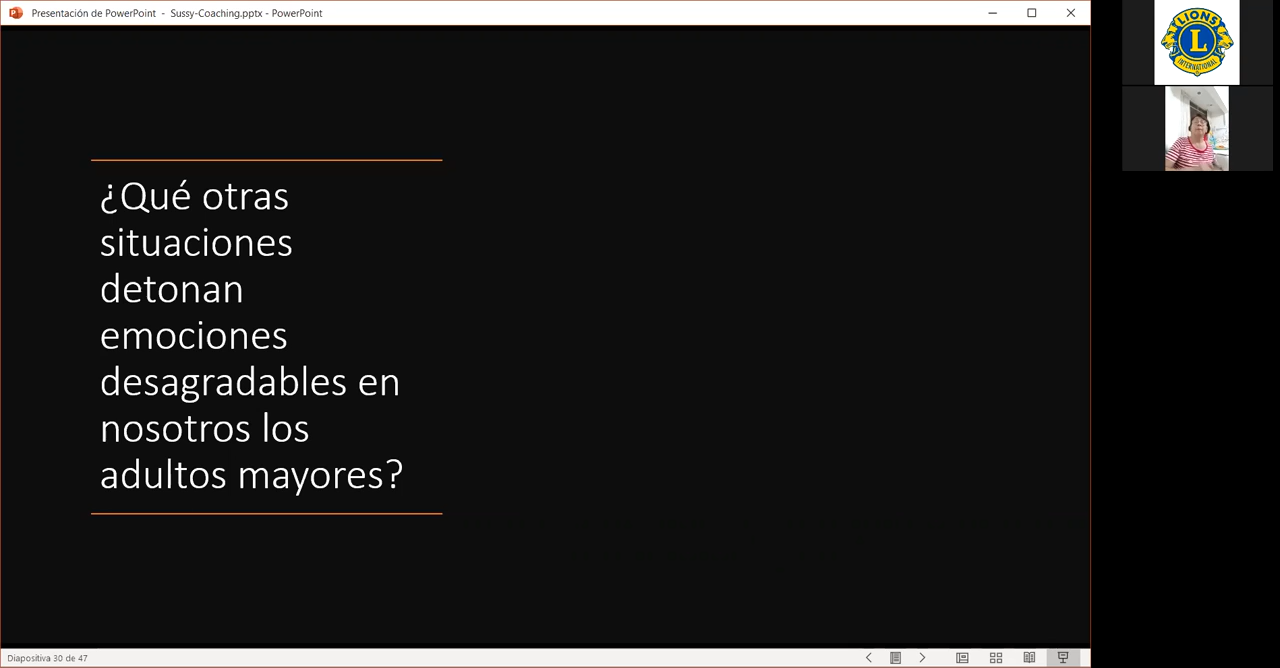 Presentación de PowerPoint - Sussy-Coaching.pptx - PowerPoint
LIONS
L
INTERNATIONAL
¿Qué otras
situaciones
detonan
emociones
desagradables en
nosotros los
adultos mayores?
Diapositiva 30 de 47